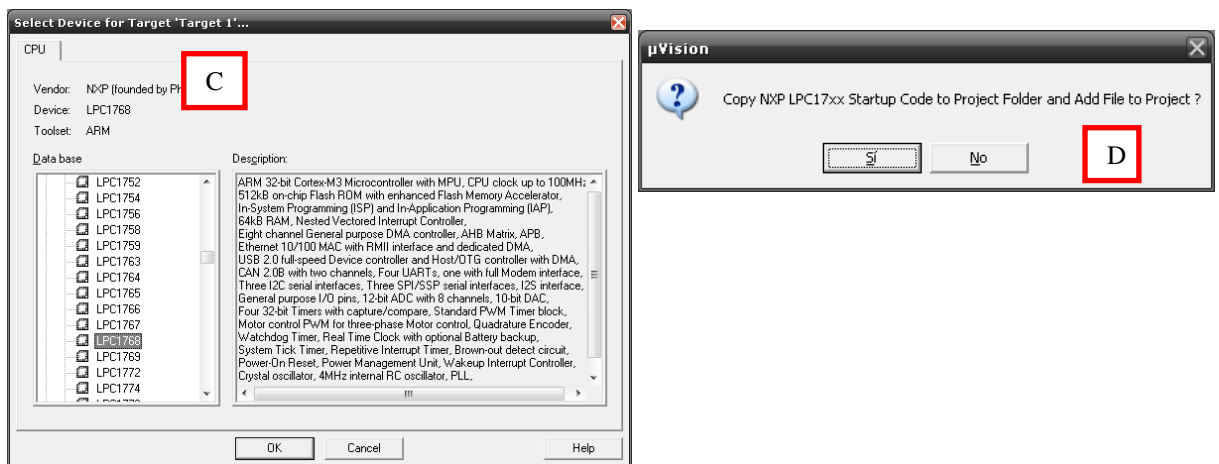 Select Device for Target 'Target 1'...
CPU
C
Vendor: NXP (founded by Ph
Device: LPC1768
Toolset: ARM
Data base
LPC1752
LPC1754
LPC1756
LPC1758
LPC1759
LPC1763
LPC1764
LPC1765
LPC1766
LPC1767
LPC1768
LPC1769
LPC1772
LPC1774
Description:
ARM 32-bit Cortex-M3 Microcontroller with MPU, CPU clock up to 100MHz
512kB on-chip Flash ROM with enhanced Flash Memory Accelerator,
In-System Programming (ISP) and In-Application Programming (IAP),
64kB RAM, Nested Vectored Interrupt Controller,
Eight channel General purpose DMA controller, AHB Matrix, APB,
Ethernet 10/100 MAC with RMII interface and dedicated DMA,
USB 2.0 full-speed Device controller and Host/OTG controller with DMA,
CAN 2.0B with two channels, Four UARTs, one with full Modem interface,
Three I2C serial interfaces, Three SPI/SSP serial interfaces, I2S interface,
General purpose I/O pins, 12-bit ADC with 8 channels, 10-bit DAC,
Four 32-bit Timers with capture/compare, Standard PWM Timer block,
Motor control PWM for three-phase Motor control, Quadrature Encoder,
Watchdog Timer, Real Time Clock with optional Battery backup,
System Tick Timer, Repetitive Interrupt Timer, Brown-out detect circuit,
Power-On Reset, Power Management Unit, Wakeup Interrupt Controller,
Crystal oscillator, 4MHz internal RC oscillator, PLL,
OK
Cancel
Help
µVision
Copy NXP LPC17xx Startup Code to Project Folder and Add File to Project ?
Sí
No
D